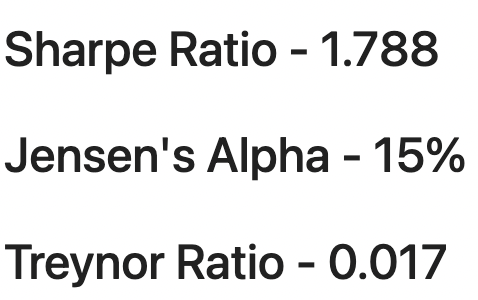 Sharpe Ratio - 1.788
Jensen's Alpha - 15%
Treynor Ratio - 0.017